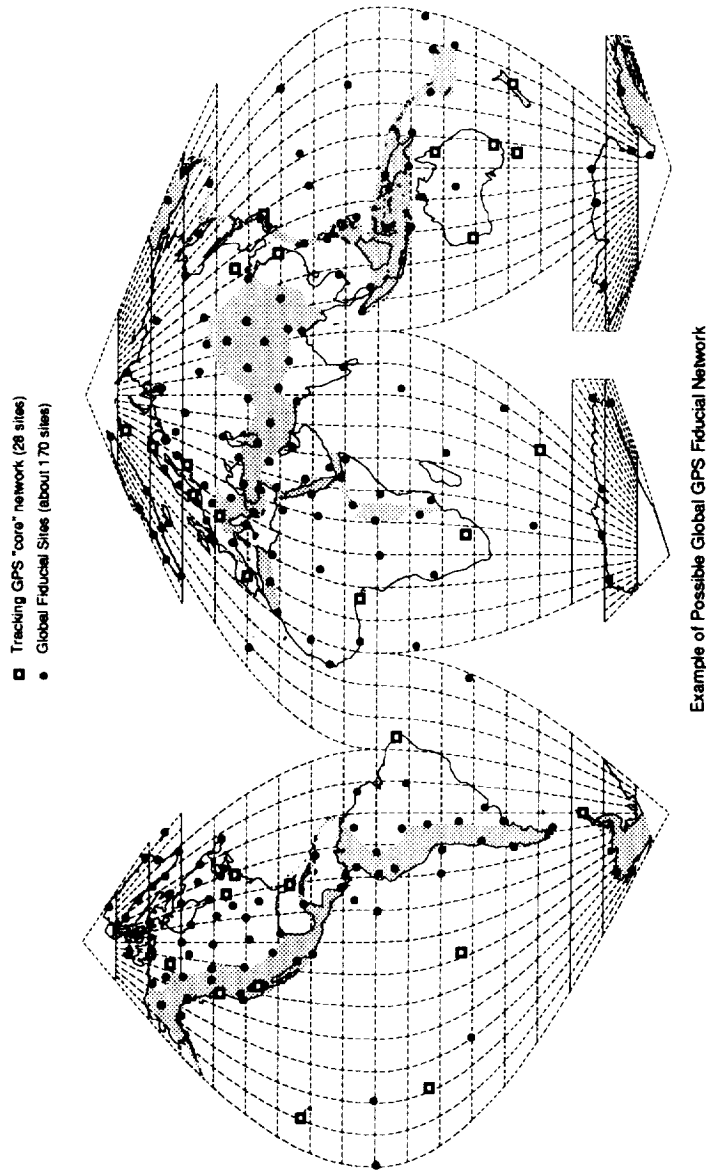 Tracking GPS "core" network (28 sites)
Global Fiducial Sites (about 170 sites)
Example of Possible Global GPS Fiducial Network